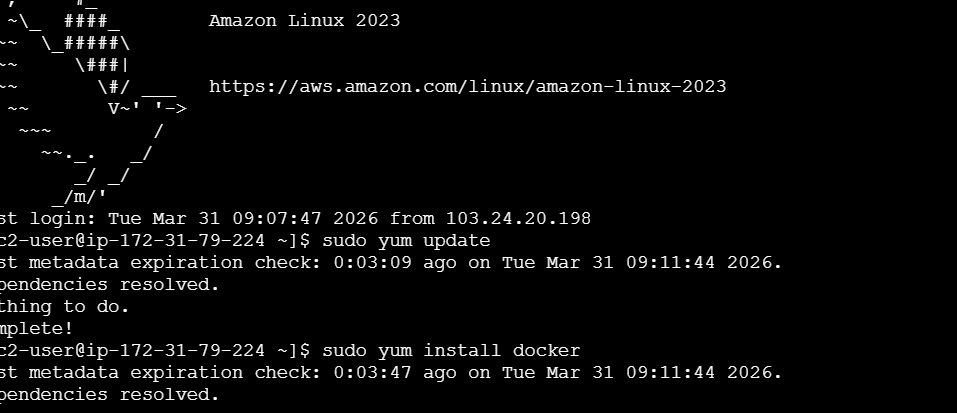 , #_
~\_ ####_ Amazon Linux 2023
~~ \_#####\
~~ \###|
~~ \#/ ___ https://aws.amazon.com/linux/amazon-linux-2023
~~ V~' '->
~~~ /
~~._. _/
_/ _/
_/m/'
st login: Tue Mar 31 09:07:47 2026 from 103.24.20.198
c2-user@ip-172-31-79-224 ~]$ sudo yum update
st metadata expiration check: 0:03:09 ago on Tue Mar 31 09:11:44 2026.
pendencies resolved.
thing to do.
mplete!
c2-user@ip-172-31-79-224 ~]$ sudo yum install docker
st metadata expiration check: 0:03:47 ago on Tue Mar 31 09:11:44 2026.
pendencies resolved.